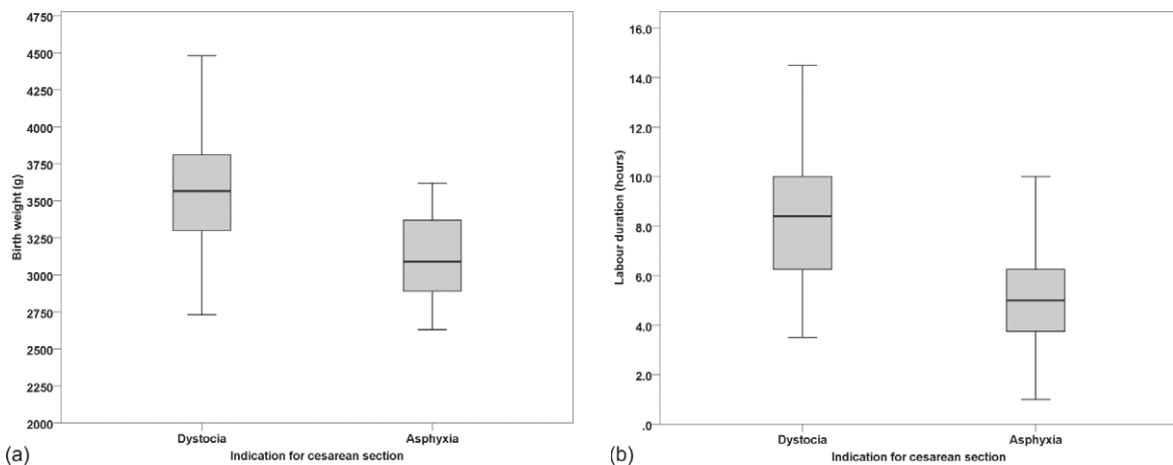 4750
4500
4250
4000
3750
3500
3250
3000
2750
2500
2250
2000
Birth weight (g)
Dystocia
Asphyxia
Indication for cesarean section
(a)
16.0
14.0
12.0
10.0
8.0
6.0
4.0
2.0
.0
Labour duration (hours)
Dystocia
Asphyxia
Indication for cesarean section
(b)